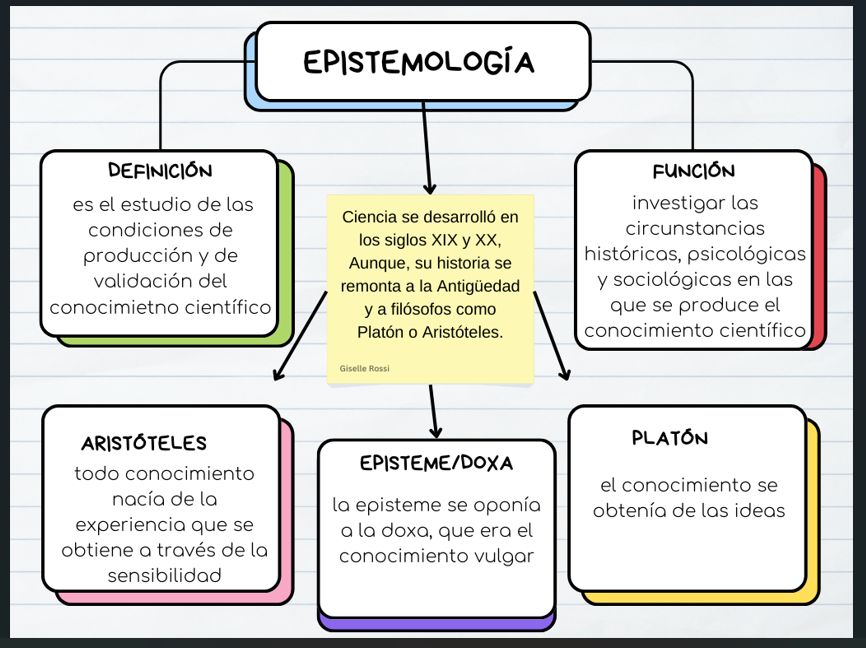 EPISTEMOLOGÍA
DEFINICIÓN
es el estudio de las
condiciones de
producción y de
validación del
conocimietno científico
Ciencia se desarrolló en
los siglos XIX y XX,
Aunque, su historia se
remonta a la Antigüedad
y a filósofos como
Platón o Aristóteles.
Giselle Rossi
FUNCIÓN
investigar las
circunstancias
históricas, psicológicas
y sociológicas en las
que se produce el
conocimiento científico
ARISTÓTELES
todo conocimiento
nacía de la
experiencia que se
obtiene a través de la
sensibilidad
EPISTEME/DOXA
la episteme se oponía
a la doxa, que era el
conocimiento vulgar
PLATÓN
el conocimiento se
obtenía de las ideas